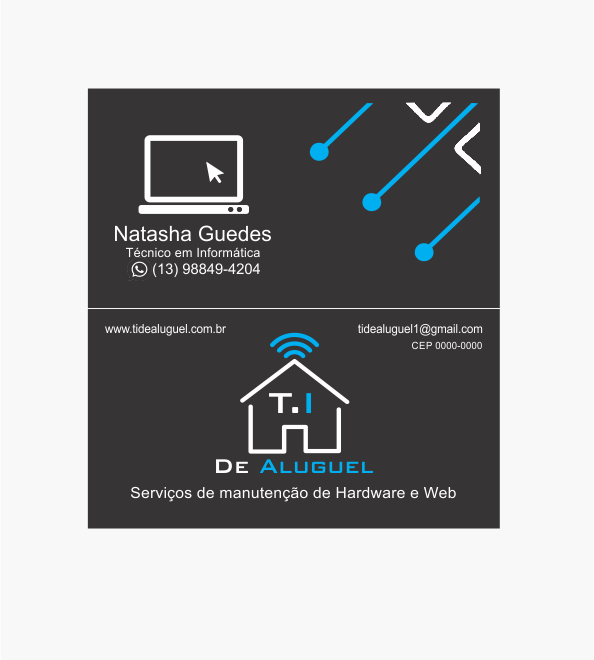 Natasha Guedes
Técnico em Informática
(13) 98849-4204
www.tidealuguel.com.br
tidealuguel1@gmail.com
CEP 0000-0000
T.I
De Aluguel
Serviços de manutenção de Hardware e Web